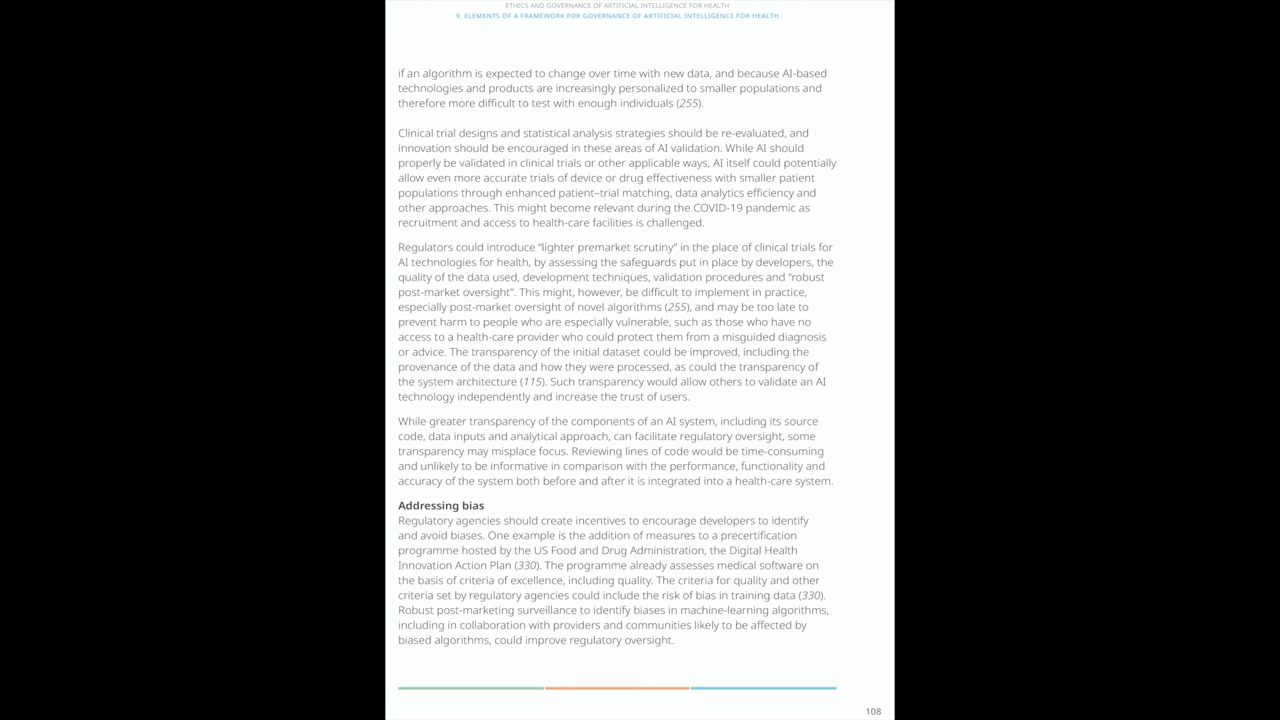 ETHICS AND GOVERNANCE OF ARTIFICIAL INTELLIGENCE FOR HEALTH
9. ELEMENTS OF A FRAMEWORK FOR GOVERNANCE OF ARTIFICIAL INTELLIGENCE FOR HEALTH
if an algorithm is expected to change over time with new data, and because AI-based
technologies and products are increasingly personalized to smaller populations and
therefore more difficult to test with enough individuals (255).
Clinical trial designs and statistical analysis strategies should be re-evaluated, and
innovation should be encouraged in these areas of AI validation. While AI should
properly be validated in clinical trials or other applicable ways, AI itself could potentially
allow even more accurate trials of device or drug effectiveness with smaller patient
populations through enhanced patient–trial matching, data analytics efficiency and
other approaches. This might become relevant during the COVID-19 pandemic as
recruitment and access to health-care facilities is challenged.
Regulators could introduce “lighter premarket scrutiny” in the place of clinical trials for
AI technologies for health, by assessing the safeguards put in place by developers, the
quality of the data used, development techniques, validation procedures and “robust
post-market oversight”. This might, however, be difficult to implement in practice,
especially post-market oversight of novel algorithms (255), and may be too late to
prevent harm to people who are especially vulnerable, such as those who have no
access to a health-care provider who could protect them from a misguided diagnosis
or advice. The transparency of the initial dataset could be improved, including the
provenance of the data and how they were processed, as could the transparency of
the system architecture (115). Such transparency would allow others to validate an AI
technology independently and increase the trust of users.
While greater transparency of the components of an AI system, including its source
code, data inputs and analytical approach, can facilitate regulatory oversight, some
transparency may misplace focus. Reviewing lines of code would be time-consuming
and unlikely to be informative in comparison with the performance, functionality and
accuracy of the system both before and after it is integrated into a health-care system.
Addressing bias
Regulatory agencies should create incentives to encourage developers to identify
and avoid biases. One example is the addition of measures to a precertification
programme hosted by the US Food and Drug Administration, the Digital Health
Innovation Action Plan (330). The programme already assesses medical software on
the basis of criteria of excellence, including quality. The criteria for quality and other
criteria set by regulatory agencies could include the risk of bias in training data (330).
Robust post-marketing surveillance to identify biases in machine-learning algorithms,
including in collaboration with providers and communities likely to be affected by
biased algorithms, could improve regulatory oversight.
108